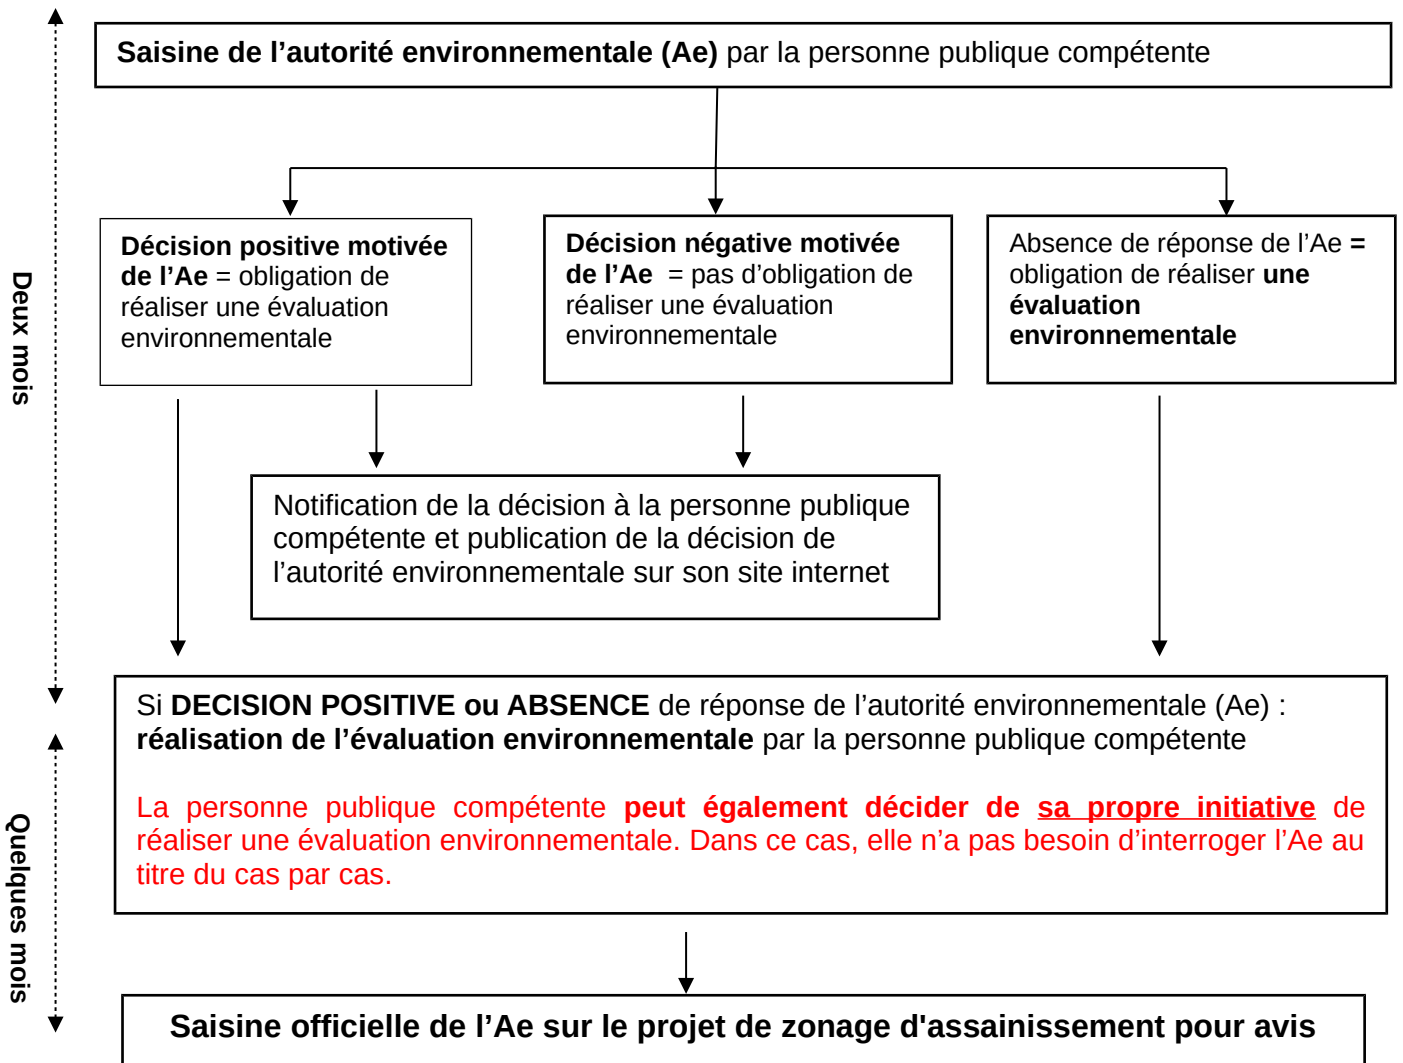 Saisine de l’autorité environnementale (Ae) par la personne publique compétente
Décision positive motivée
de l’Ae = obligation de
réaliser une évaluation
environnementale
Décision négative motivée
de l’Ae = pas d’obligation de
réaliser une évaluation
environnementale
Absence de réponse de l’Ae =
obligation de réaliser une
évaluation
environnementale
Deux mois
Notification de la décision à la personne publique
compétente et publication de la décision de
l’autorité environnementale sur son site internet
Si DECISION POSITIVE ou ABSENCE de réponse de l’autorité environnementale (Ae) :
réalisation de l’évaluation environnementale par la personne publique compétente
La personne publique compétente peut également décider de sa propre initiative de
réaliser une évaluation environnementale. Dans ce cas, elle n’a pas besoin d’interroger l’Ae au
titre du cas par cas.
Quelques mois
Saisine officielle de l’Ae sur le projet de zonage d'assainissement pour avis